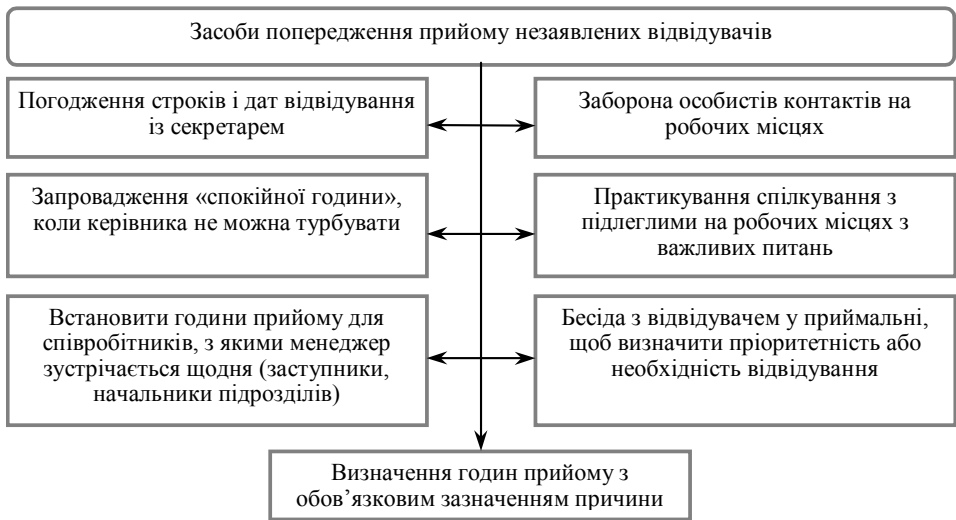 Засоби попередження прийому незаявлених відвідувачів
Погодження строків і дат відвідування
із секретарем
Заборона особистів контактів на
робочих місцях
Запровадження «спокійної години»,
коли керівника не можна турбувати
Практикування спілкування з
підлеглими на робочих місцях з
важливих питань
Встановити години прийому для
співробітників, з якими менеджер
зустрічається щодня (заступники,
начальники підрозділів)
Бесіда з відвідувачем у приймальні,
щоб визначити пріоритетність або
необхідність відвідування
Визначення годин прийому з
обов’язковим зазначенням причини